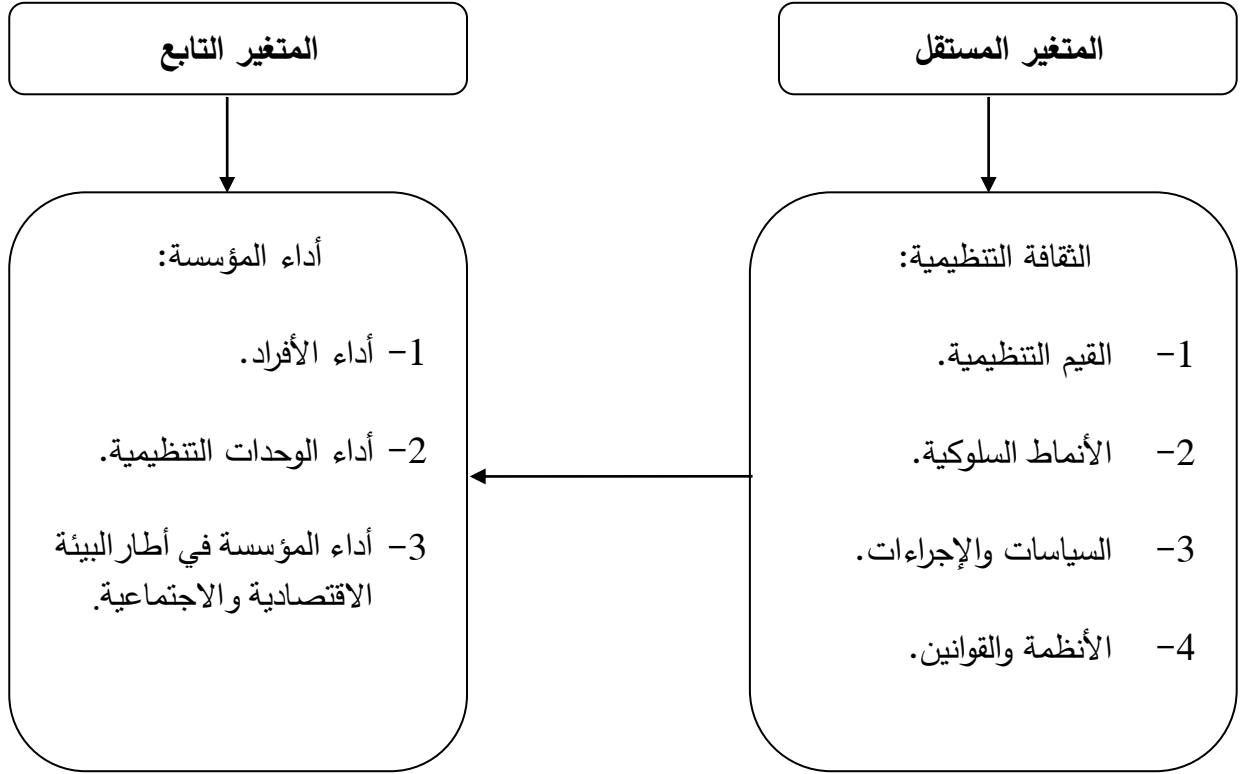 المتغير المستقل
الثقافة التنظيمية:
1- القيم التنظيمية.
2- الأنماط السلوكية.
3- السياسات والإجراءات.
4- الأنظمة والقوانين.
المتغير التابع
أداء المؤسسة:
1- أداء الأفراد.
2- أداء الوحدات التنظيمية.
3- أداء المؤسسة في أطار البيئة
الاقتصادية والاجتماعية.